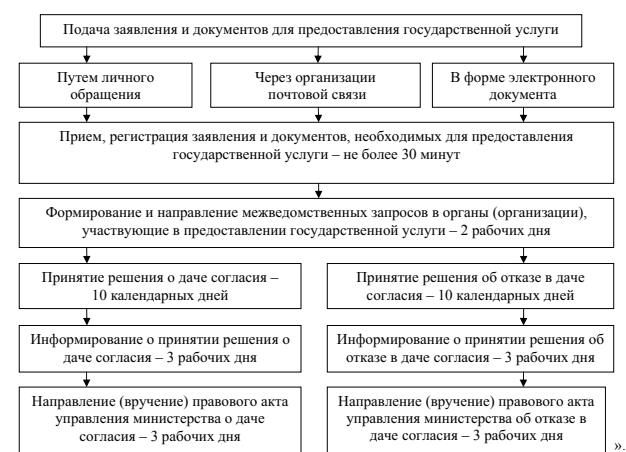 Подача заявления и документов для предоставления государственной услуги
Путем личного
обращения
Через организации
почтовой связи
В форме электронного
документа
Прием, регистрация заявления и документов, необходимых для предоставления
государственной услуги – не более 30 минут
Формирование и направление межведомственных запросов в органы (организации),
участвующие в предоставлении государственной услуги – 2 рабочих дня
Принятие решения о даче согласия –
10 календарных дней
Принятие решения об отказе в даче
согласия – 10 календарных дней
Информирование о принятии решения о
даче согласия – 3 рабочих дня
Информирование о принятии решения об
отказе в даче согласия – 3 рабочих дня
Направление (вручение) правового акта
управления министерства о даче
согласия – 3 рабочих дня
Направление (вручение) правового акта
управления министерства об отказе в
даче согласия – 3 рабочих дня
».